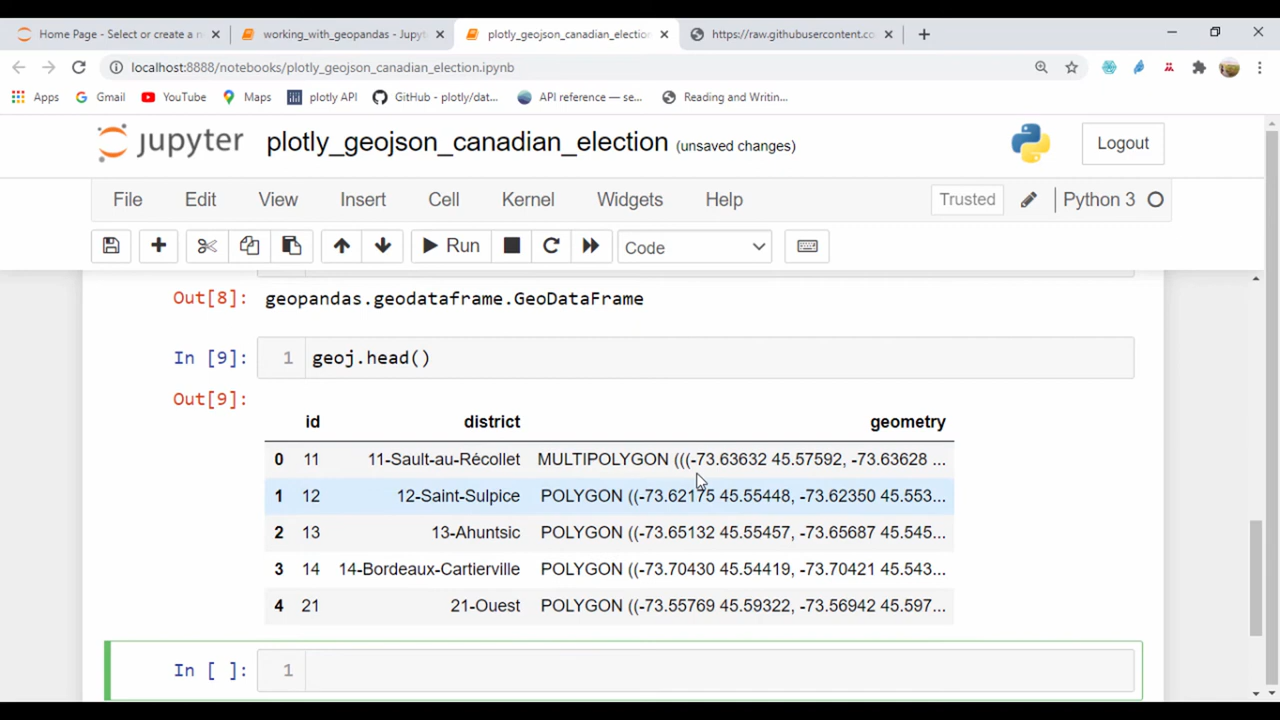 Home Page - Select or create a n
working_with_geopandas - Jupyt
plotly_geojson_canadian_election
https://raw.githubusercontent.co
localhost:8888/notebooks/plotly_geojson_canadian_election.ipynb
Apps Gmail YouTube Maps plotly API GitHub - plotly/dat... API reference — se... Reading and Writin...
jupyter plotly_geojson_canadian_election (unsaved changes) Logout
File Edit View Insert Cell Kernel Widgets Help Trusted Python 3
Run Code
Out[8]: geopandas.geodataframe.GeoDataFrame
In [9]: 1 geoj.head()
Out[9]:
id district geometry
0 11 11-Sault-au-Récollet MULTIPOLYGON (((-73.63632 45.57592, -73.63628 ...
1 12 12-Saint-Sulpice POLYGON ((-73.62175 45.55448, -73.62350 45.553...
2 13 13-Ahuntsic POLYGON ((-73.65132 45.55457, -73.65687 45.545...
3 14 14-Bordeaux-Cartierville POLYGON ((-73.70430 45.54419, -73.70421 45.543...
4 21 21-Ouest POLYGON ((-73.55769 45.59322, -73.56942 45.597...
In [ ]: 1